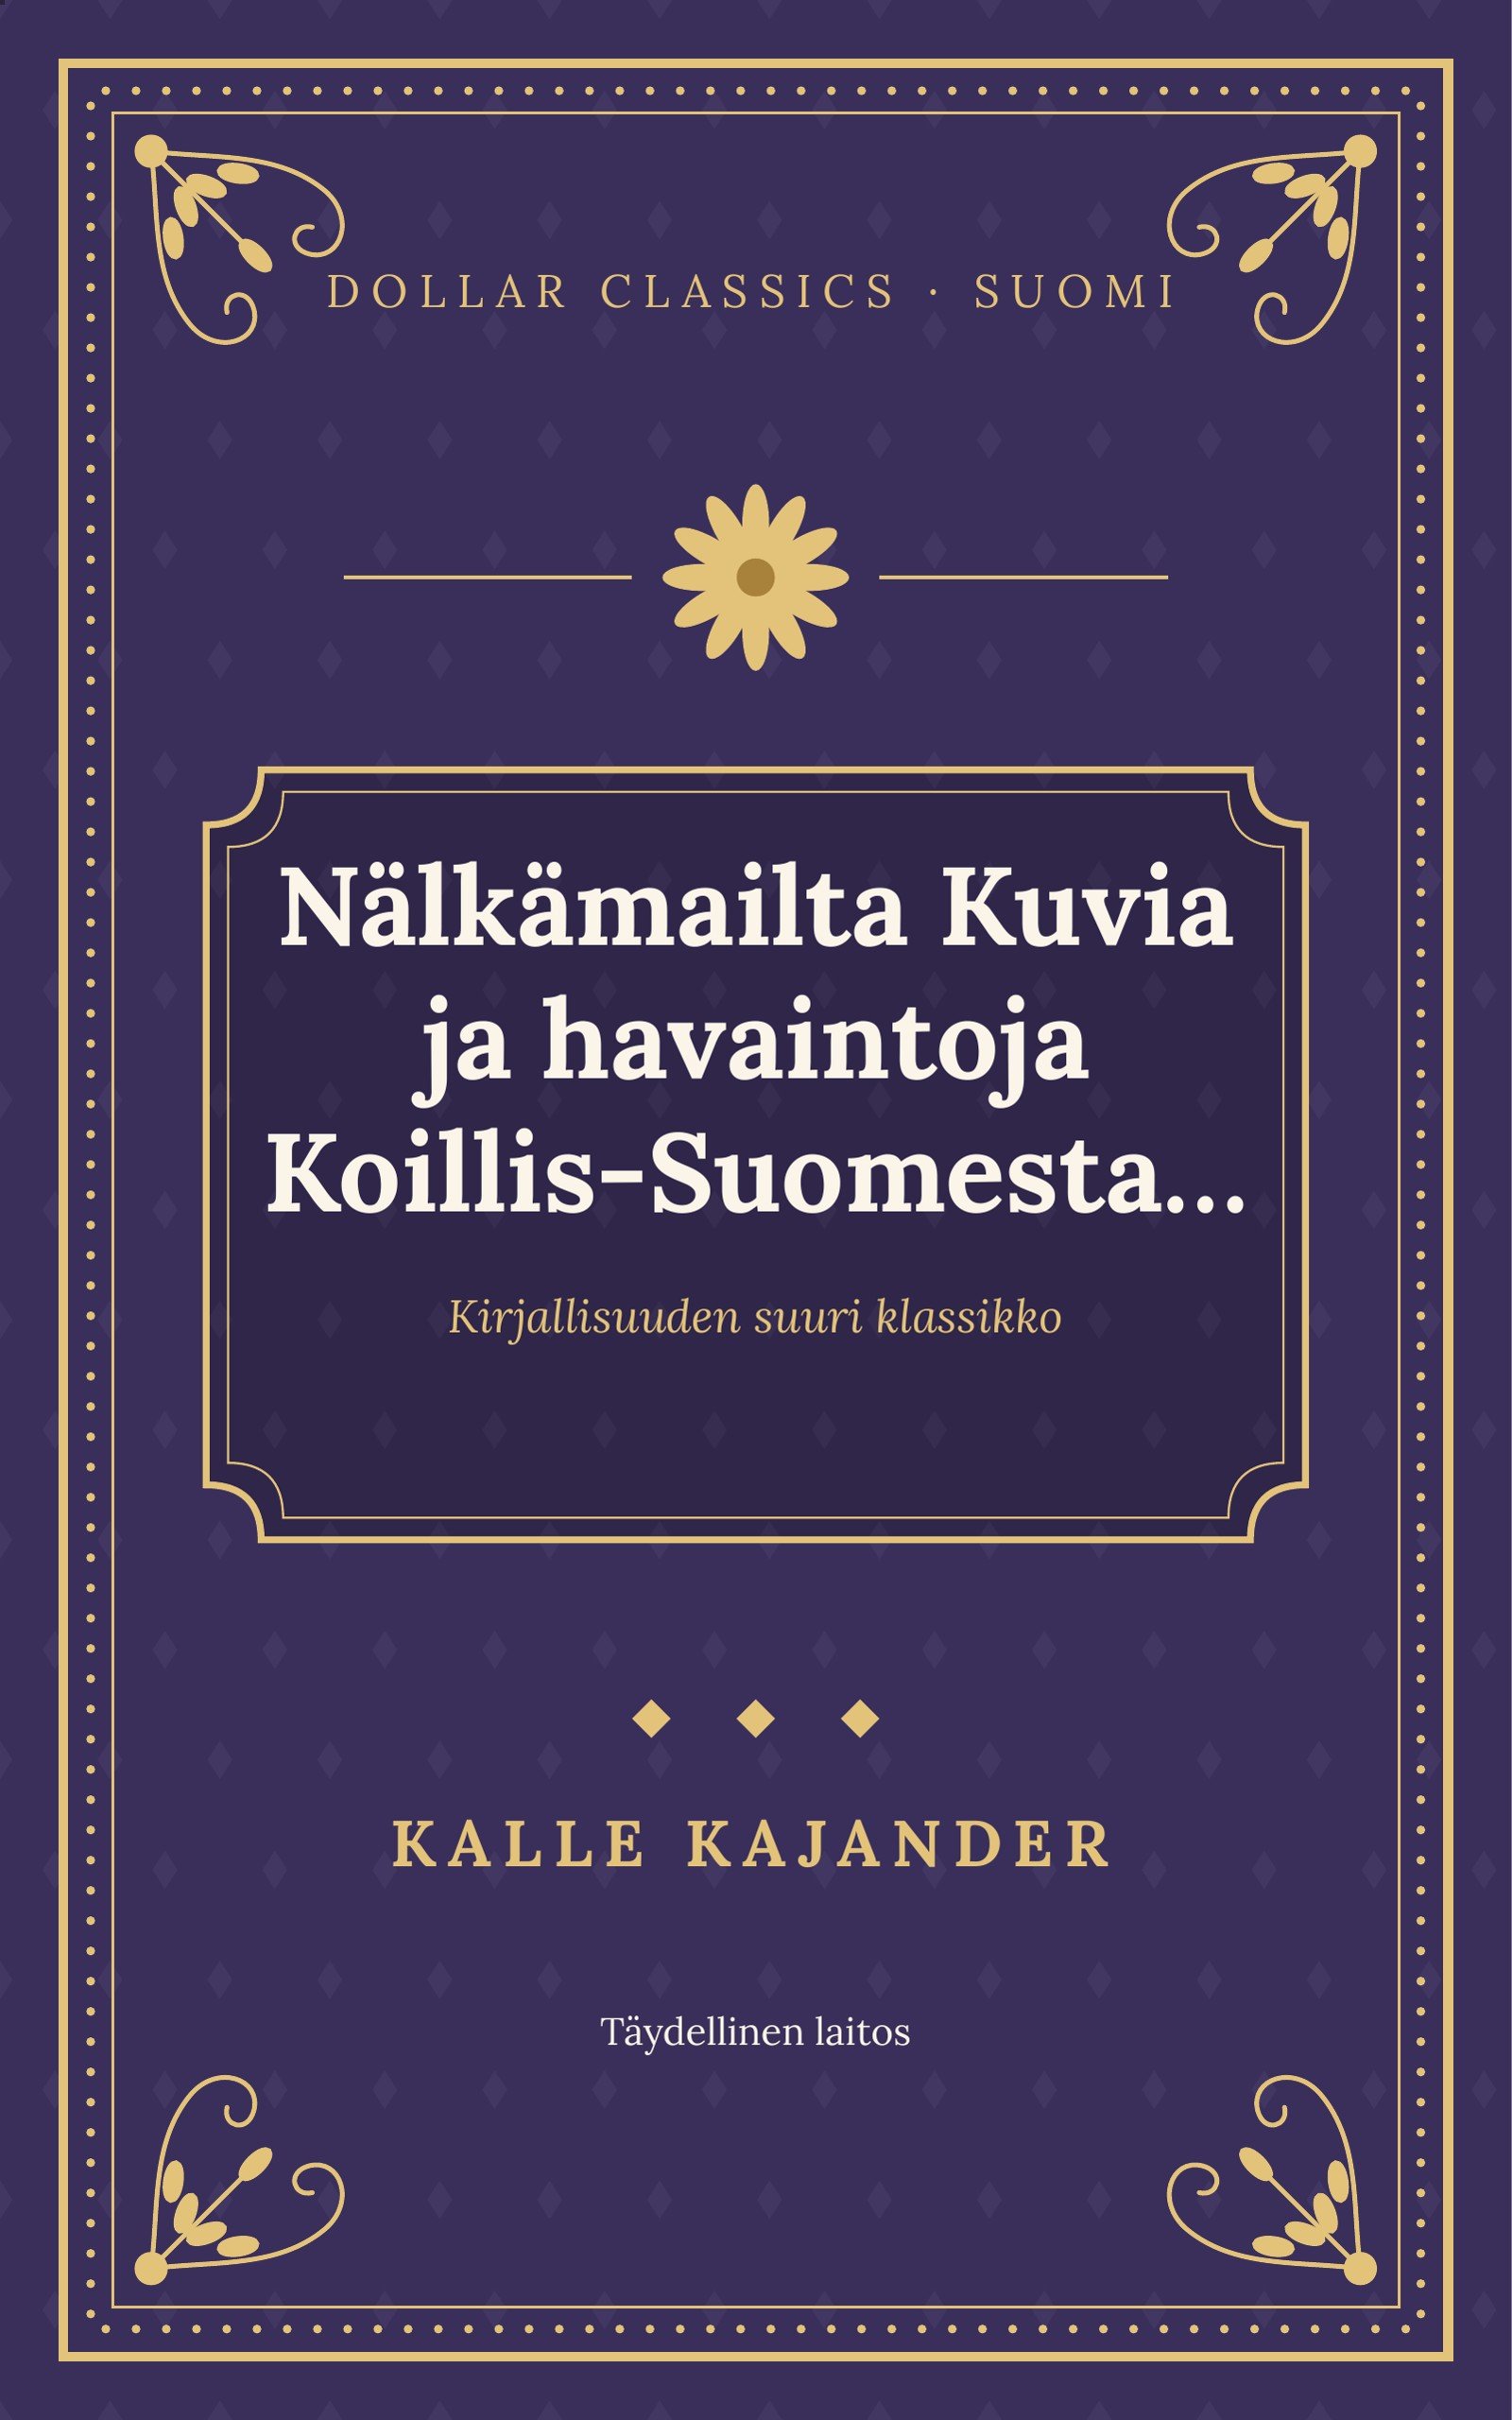 DOLLAR CLASSICS · SUOMI
Nälkämailta Kuvia
ja havaintoja
Koillis-Suomesta...
Kirjallisuuden suuri klassikko
KALLE KAJANDER
Täydellinen laitos